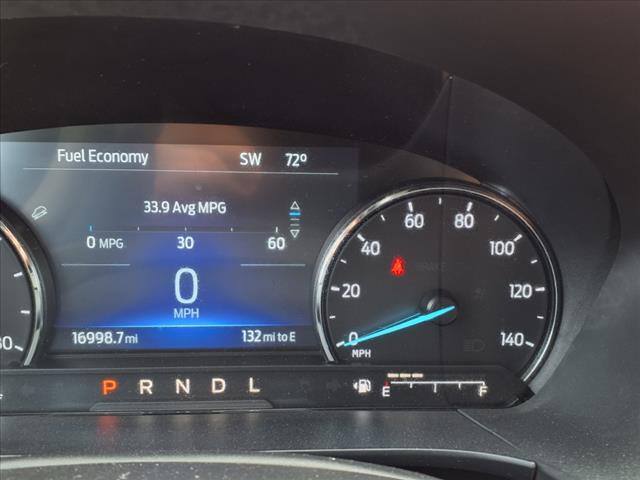 Fuel Economy SW 72°
33.9 Avg MPG
0 MPG 30 60
0
MPH
16998.7 mi 132 mi to E
0 20 40 60 80 100 120 140
MPH
BRAKE
P R N D L
E F